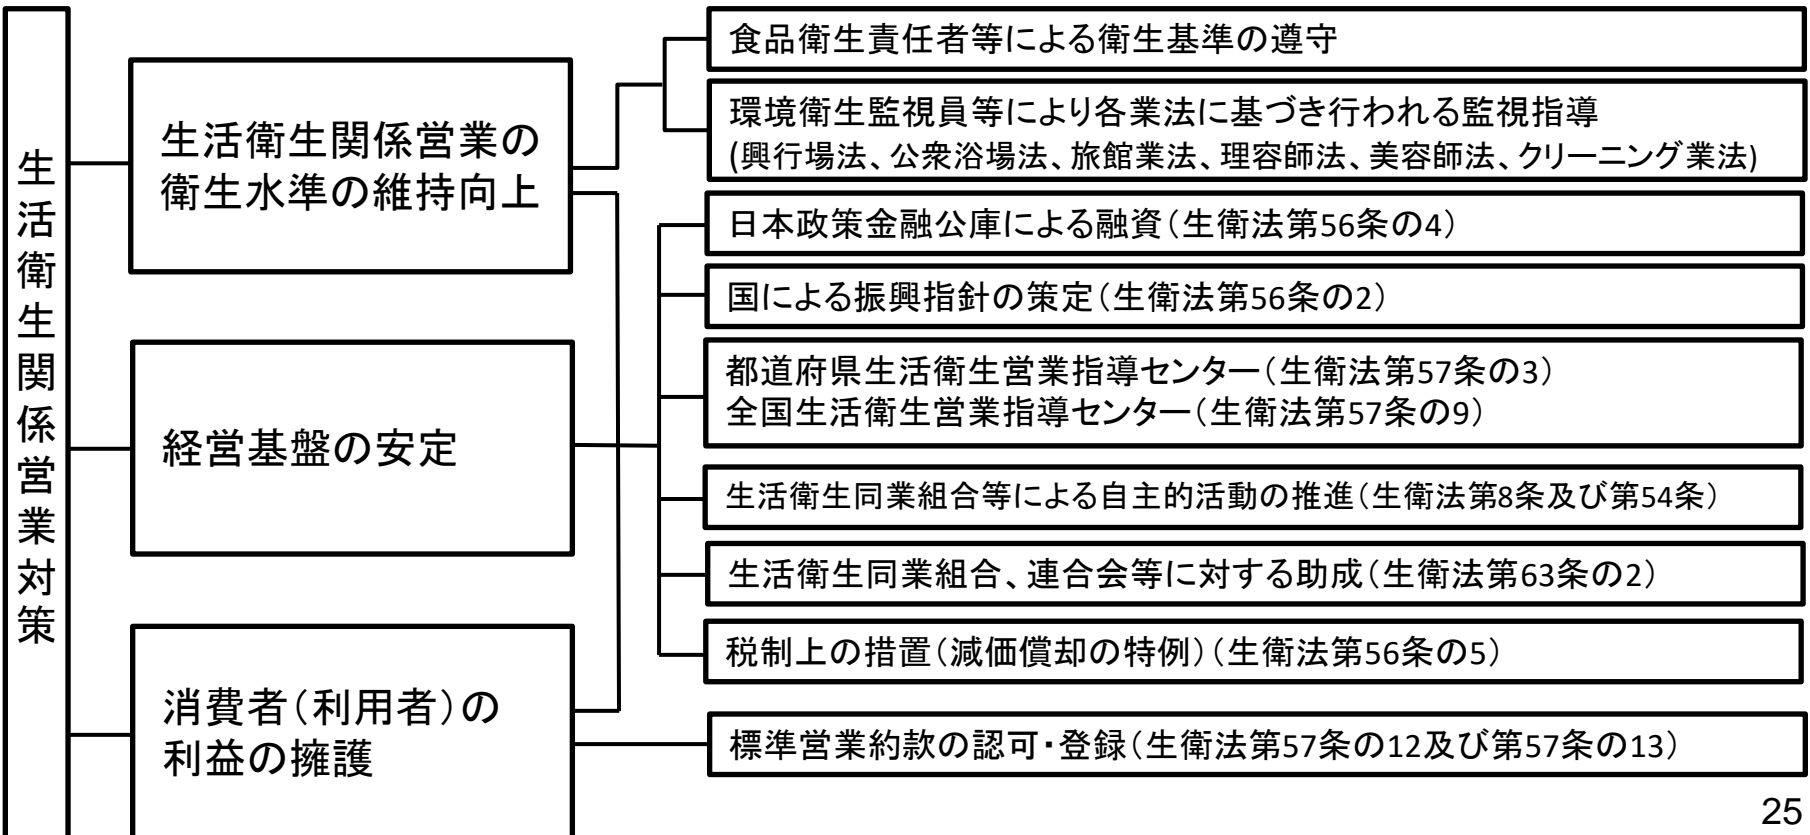 生活衛生関係営業対策
生活衛生関係営業の
衛生水準の維持向上
経営基盤の安定
消費者（利用者）の
利益の擁護
食品衛生責任者等による衛生基準の遵守
環境衛生監視員等により各業法に基づき行われる監視指導
(興行場法、公衆浴場法、旅館業法、理容師法、美容師法、クリーニング業法)
日本政策金融公庫による融資（生衛法第56条の4）
国による振興指針の策定（生衛法第56条の2）
都道府県生活衛生営業指導センター（生衛法第57条の3）
全国生活衛生営業指導センター（生衛法第57条の9）
生活衛生同業組合等による自主的活動の推進（生衛法第8条及び第54条）
生活衛生同業組合、連合会等に対する助成（生衛法第63条の2）
税制上の措置（減価償却の特例）（生衛法第56条の5）
標準営業約款の認可・登録（生衛法第57条の12及び第57条の13）
25